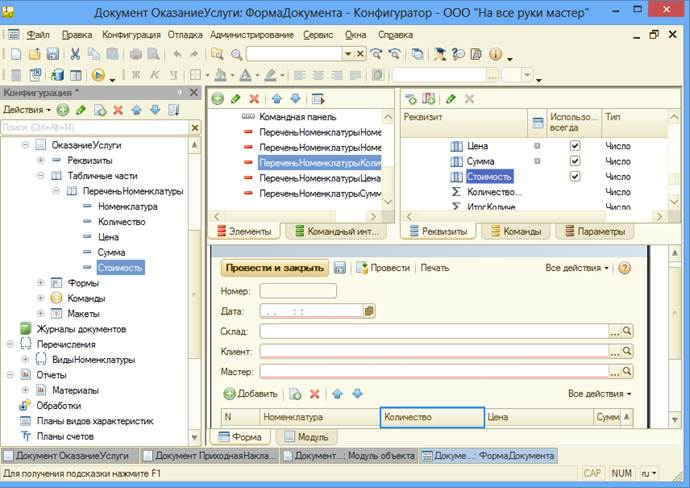 Документ ОказаниеУслуги: ФормаДокумента - Конфигуратор - ООО "На все руки мастер"
Файл Правка Конфигурация Отладка Администрирование Сервис Окна Справка
Конфигурация *
Действия
Поиск (Ctrl+Alt+M)
ОказаниеУслуги
Реквизиты
Табличные части
ПереченьНоменклатуры
Номенклатура
Количество
Цена
Сумма
Стоимость
Формы
Команды
Макеты
Журналы документов
Перечисления
ВидыНоменклатуры
Отчеты
Материалы
Обработки
Планы видов характеристик
Планы счетов
Командная панель
ПереченьНоменклатурыНоме
ПереченьНоменклатурыНоме
ПереченьНоменклатурыКоли
ПереченьНоменклатурыЦена
ПереченьНоменклатурыСумм
Элементы Командный инт...
Реквизит Использо... всегда Тип
Цена Число
Сумма Число
Стоимость Число
Количество... Число
ИтогКоличе... Число
Реквизиты Команды Параметры
Провести и закрыть Провести Печать Все действия
Номер:
Дата: . . : :
Склад:
Клиент:
Мастер:
Добавить Все действия
N Номенклатура Количество Цена Сумм
Форма Модуль
Документ ОказаниеУслуги Документ ПриходнаяНакла... Документ...: Модуль объекта Докуме...: ФормаДокумента
Для получения подсказки нажмите F1 CAP NUM ru